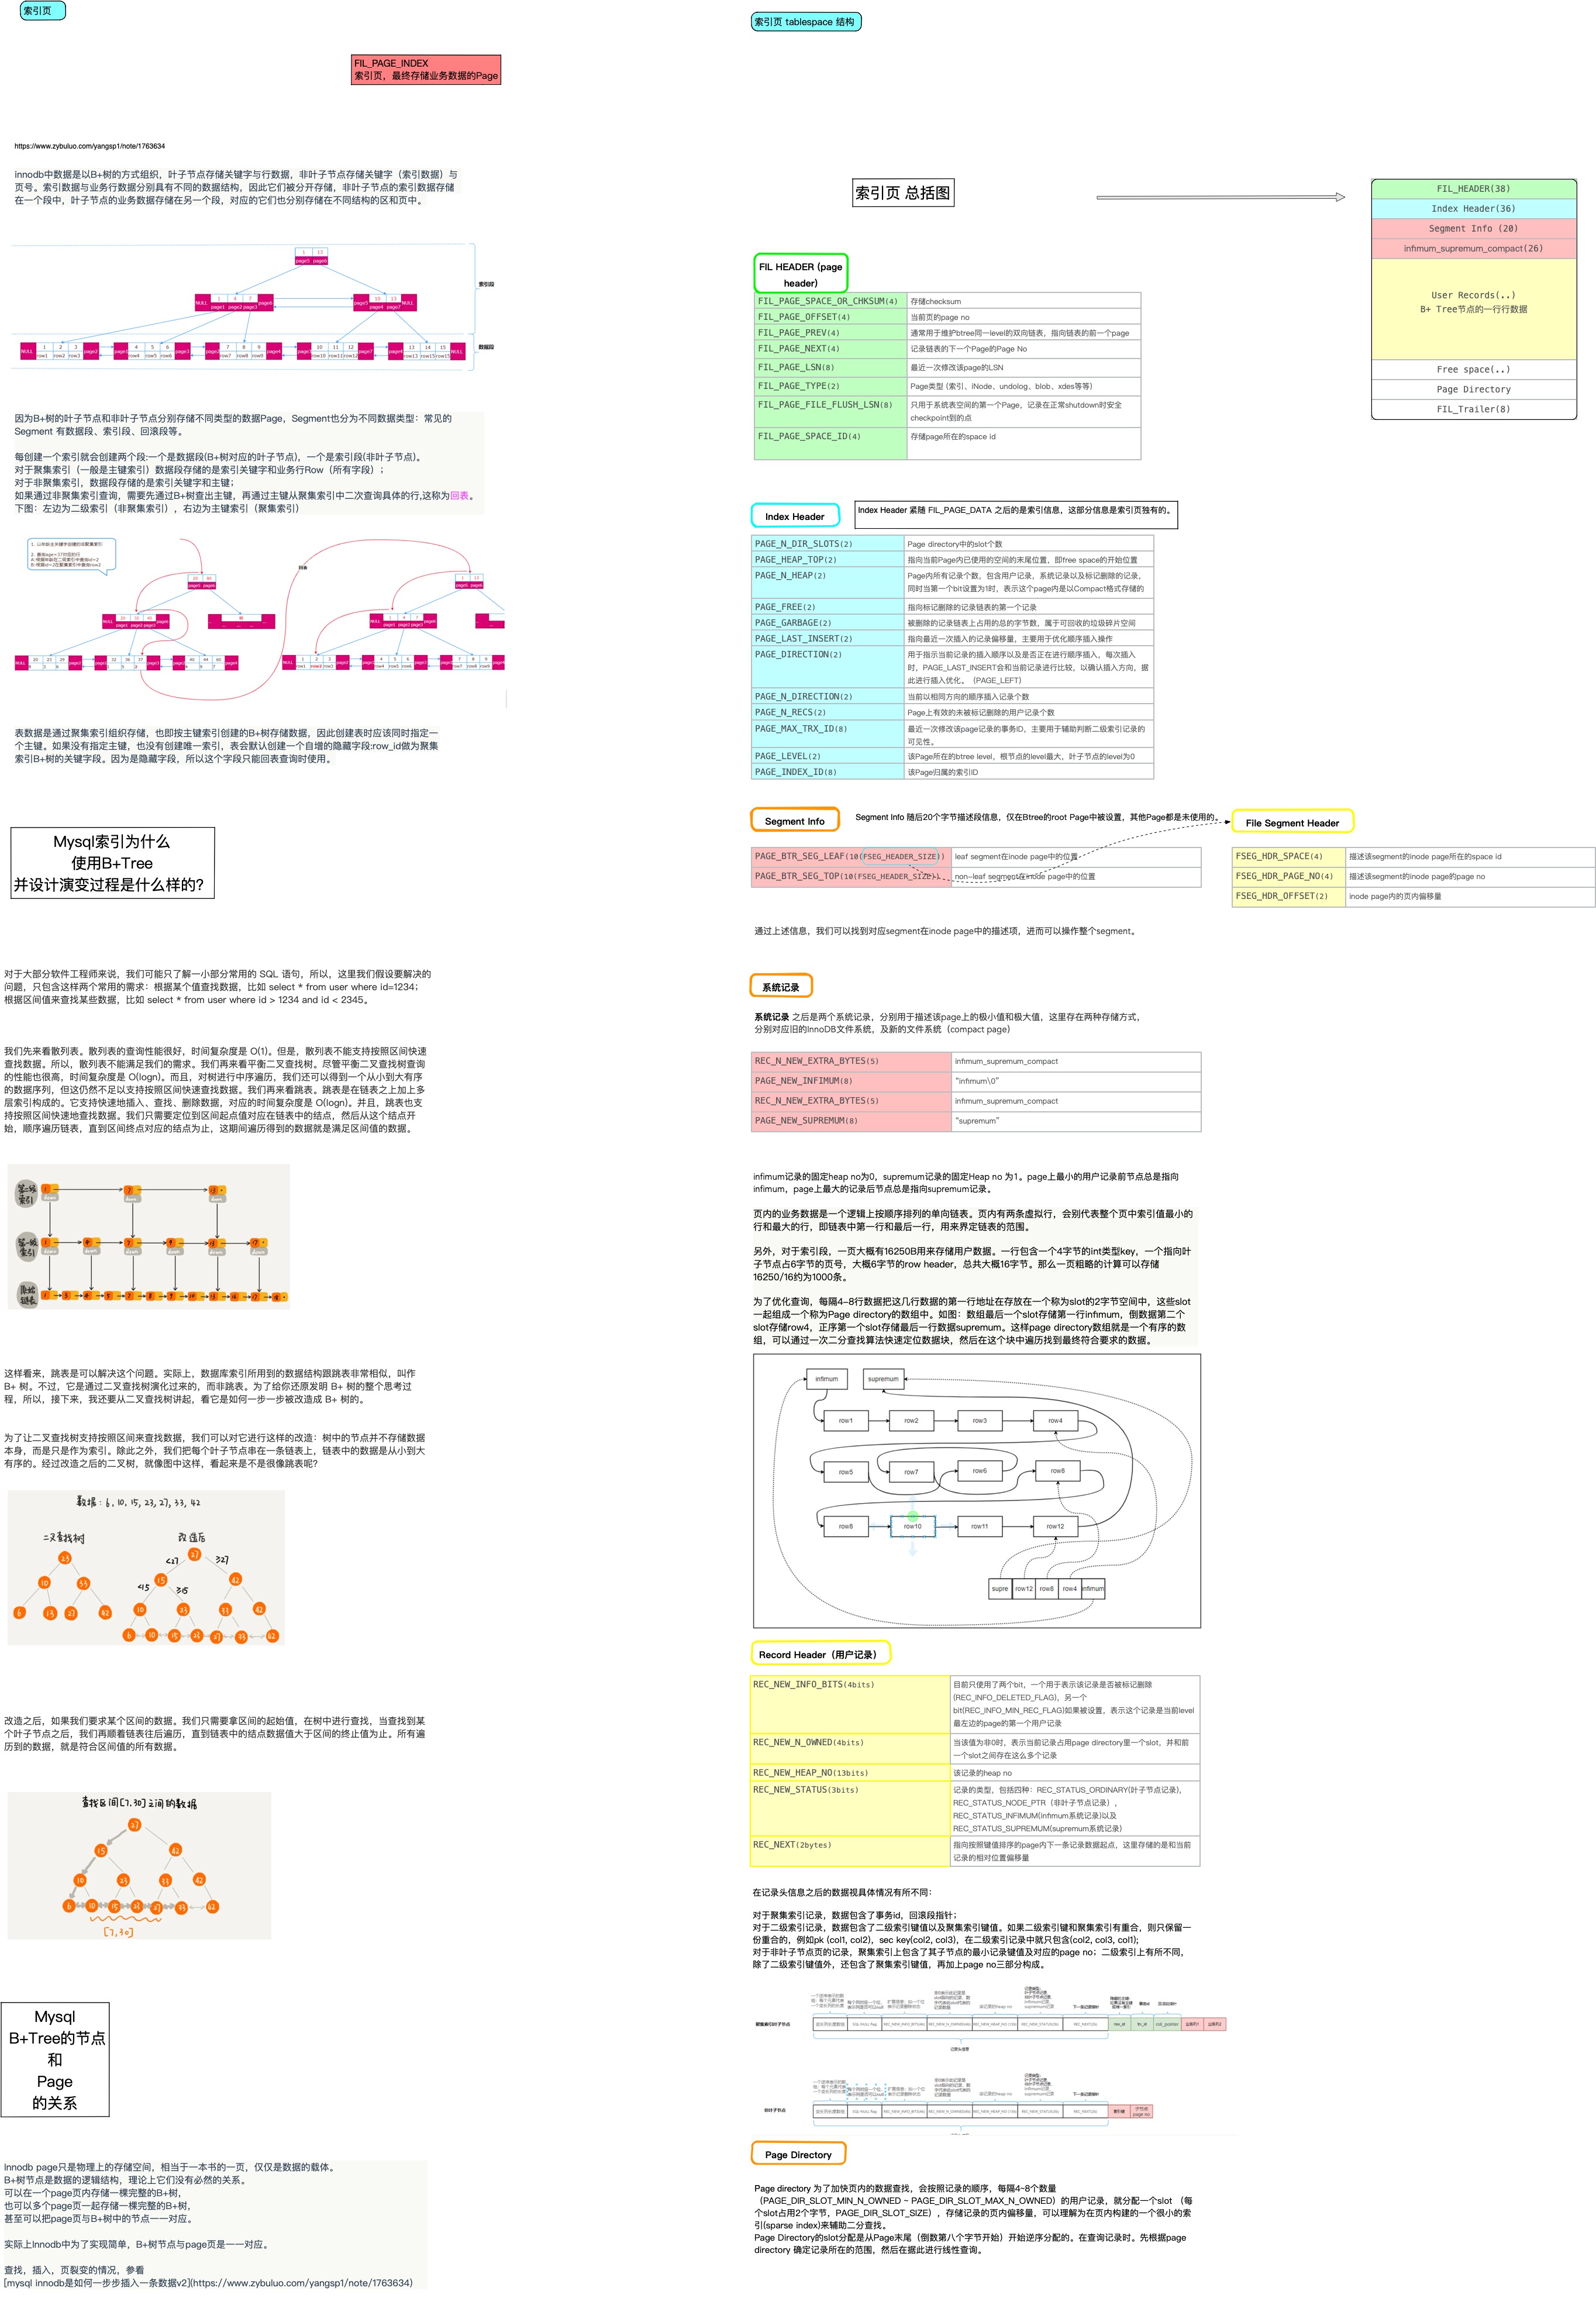 索引页
FIL_PAGE_INDEX
索引页，最终存储业务数据的Page
https://www.zybuluo.com/yangsp1/note/1763634
innodb中数据是以B+树的方式组织，叶子节点存储关键字与行数据，非叶子节点存储关键字（索引数据）与
页号。索引数据与业务行数据分别具有不同的数据结构，因此它们被分开存储，非叶子节点的索引数据存储
在一个段中，叶子节点的业务数据存储在另一个段，对应的它们也分别存储在不同结构的区和页中。
索引段
数据段
因为B+树的叶子节点和非叶子节点分别存储不同类型的数据Page，Segment也分为不同数据类型：常见的
Segment 有数据段、索引段、回滚段等。
每创建一个索引就会创建两个段:一个是数据段(B+树对应的叶子节点)，一个是索引段(非叶子节点)。
对于聚集索引（一般是主键索引）数据段存储的是索引关键字和业务行Row（所有字段）；
对于非聚集索引，数据段存储的是索引关键字和主键；
如果通过非聚集索引查询，需要先通过B+树查出主键，再通过主键从聚集索引中二次查询具体的行,这称为回表。
下图：左边为二级索引（非聚集索引），右边为主键索引（聚集索引）
回表
表数据是通过聚集索引组织存储，也即按主键索引创建的B+树存储数据，因此创建表时应该同时指定一
个主键。如果没有指定主键，也没有创建唯一索引，表会默认创建一个自增的隐藏字段:row_id做为聚集
索引B+树的关键字段。因为是隐藏字段，所以这个字段只能回表查询时使用。
Mysql索引为什么
使用B+Tree
并设计演变过程是什么样的?
对于大部分软件工程师来说，我们可能只了解一小部分常用的 SQL 语句，所以，这里我们假设要解决的
问题，只包含这样两个常用的需求：根据某个值查找数据，比如 select * from user where id=1234；
根据区间值来查找某些数据，比如 select * from user where id > 1234 and id < 2345。
我们先来看散列表。散列表的查询性能很好，时间复杂度是 O(1)。但是，散列表不能支持按照区间快速
查找数据。所以，散列表不能满足我们的需求。我们再来看平衡二叉查找树。尽管平衡二叉查找树查询
的性能也很高，时间复杂度是 O(logn)。而且，对树进行中序遍历，我们还可以得到一个从小到大有序
的数据序列，但这仍然不足以支持按照区间快速查找数据。我们再来看跳表。跳表是在链表之上加上多
层索引构成的。它支持快速地插入、查找、删除数据，对应的时间复杂度是 O(logn)。并且，跳表也支
持按照区间快速地查找数据。我们只需要定位到区间起点值对应在链表中的结点，然后从这个结点开
始，顺序遍历链表，直到区间终点对应的结点为止，这期间遍历得到的数据就是满足区间值的数据。
第二级
索引
第一级
索引
原始
链表
这样看来，跳表是可以解决这个问题。实际上，数据库索引所用到的数据结构跟跳表非常相似，叫作
B+ 树。不过，它是通过二叉查找树演化过来的，而非跳表。为了给你还原发明 B+ 树的整个思考过
程，所以，接下来，我还要从二叉查找树讲起，看它是如何一步一步被改造成 B+ 树的。
为了让二叉查找树支持按照区间来查找数据，我们可以对它进行这样的改造：树中的节点并不存储数据
本身，而是只是作为索引。除此之外，我们把每个叶子节点串在一条链表上，链表中的数据是从小到大
有序的。经过改造之后的二叉树，就像图中这样，看起来是不是很像跳表呢?
数据：6, 10, 15, 23, 27, 33, 42
二叉查找树
改造后
改造之后，如果我们要求某个区间的数据。我们只需要拿区间的起始值，在树中进行查找，当查找到某
个叶子节点之后，我们再顺着链表往后遍历，直到链表中的结点数据值大于区间的终止值为止。所有遍
历到的数据，就是符合区间值的所有数据。
查找区间[7,30]之间的数据
[7,30]
Mysql
B+Tree的节点
和
Page
的关系
Innodb page只是物理上的存储空间，相当于一本书的一页，仅仅是数据的载体。
B+树节点是数据的逻辑结构，理论上它们没有必然的关系。
可以在一个page页内存储一棵完整的B+树，
也可以多个page页一起存储一棵完整的B+树，
甚至可以把page页与B+树中的节点一一对应。
实际上Innodb中为了实现简单，B+树节点与page页是一一对应。
查找，插入，页裂变的情况，参看
[mysql innodb是如何一步步插入一条数据v2](https://www.zybuluo.com/yangsp1/note/1763634)
索引页 tablespace 结构
索引页 总括图
FIL_HEADER(38)
Index Header(36)
Segment Info (20)
infimum_supremum_compact(26)
User Records(..)
B+ Tree节点的一行行数据
Free space(..)
Page Directory
FIL_Trailer(8)
FIL HEADER (page
header)
FIL_PAGE_SPACE_OR_CHKSUM(4) 存储checksum
FIL_PAGE_OFFSET(4) 当前页的page no
FIL_PAGE_PREV(4) 通常用于维护btree同一level的双向链表，指向链表的前一个page
FIL_PAGE_NEXT(4) 记录链表的下一个Page的Page No
FIL_PAGE_LSN(8) 最近一次修改该page的LSN
FIL_PAGE_TYPE(2) Page类型 (索引、iNode、undolog、blob、xdes等等)
FIL_PAGE_FILE_FLUSH_LSN(8) 只用于系统表空间的第一个Page，记录在正常shutdown时安全
checkpoint到的点
FIL_PAGE_SPACE_ID(4) 存储page所在的space id
Index Header
Index Header 紧随 FIL_PAGE_DATA 之后的是索引信息，这部分信息是索引页独有的。
PAGE_N_DIR_SLOTS(2) Page directory中的slot个数
PAGE_HEAP_TOP(2) 指向当前Page内已使用的空间的末尾位置，即free space的开始位置
PAGE_N_HEAP(2) Page内所有记录个数，包含用户记录，系统记录以及标记删除的记录，
同时当第一个bit设置为1时，表示这个page内是以Compact格式存储的
PAGE_FREE(2) 指向标记删除的记录链表的第一个记录
PAGE_GARBAGE(2) 被删除的记录链表上占用的总的字节数，属于可回收的垃圾碎片空间
PAGE_LAST_INSERT(2) 指向最近一次插入的记录偏移量，主要用于优化顺序插入操作
PAGE_DIRECTION(2) 用于指示当前记录的插入顺序以及是否正在进行顺序插入，每次插入
时，PAGE_LAST_INSERT会和当前记录进行比较，以确认插入方向，据
此进行插入优化。 (PAGE_LEFT)
PAGE_N_DIRECTION(2) 当前以相同方向的顺序插入记录个数
PAGE_N_RECS(2) Page上有效的未被标记删除的用户记录个数
PAGE_MAX_TRX_ID(8) 最近一次修改该page记录的事务ID，主要用于辅助判断二级索引记录的
可见性。
PAGE_LEVEL(2) 该Page所在的btree level，根节点的level最大，叶子节点的level为0
PAGE_INDEX_ID(8) 该Page归属的索引ID
Segment Info
Segment Info 随后20个字节描述段信息，仅在Btree的root Page中被设置，其他Page都是未使用的。
File Segment Header
PAGE_BTR_SEG_LEAF(10(FSEG_HEADER_SIZE)) leaf segment在inode page中的位置
PAGE_BTR_SEG_TOP(10(FSEG_HEADER_SIZE)) non-leaf segment在inode page中的位置
FSEG_HDR_SPACE(4) 描述该segment的inode page所在的space id
FSEG_HDR_PAGE_NO(4) 描述该segment的inode page的page no
FSEG_HDR_OFFSET(2) inode page内的页内偏移量
通过上述信息，我们可以找到对应segment在inode page中的描述项，进而可以操作整个segment。
系统记录
系统记录 之后是两个系统记录，分别用于描述该page上的极小值和极大值，这里存在两种存储方式，
分别对应旧的InnoDB文件系统，及新的文件系统（compact page）
REC_N_NEW_EXTRA_BYTES(5) infimum_supremum_compact
PAGE_NEW_INFIMUM(8) "infimum\0"
REC_N_NEW_EXTRA_BYTES(5) infimum_supremum_compact
PAGE_NEW_SUPREMUM(8) "supremum"
infimum记录的固定heap no为0，supremum记录的固定Heap no 为1。page上最小的用户记录前节点总是指向
infimum，page上最大的记录后节点总是指向supremum记录。
页内的业务数据是一个逻辑上按顺序排列的单向链表。页内有两条虚拟行，会别代表整个页中索引值最小的
行和最大的行，即链表中第一行和最后一行，用来界定链表的范围。
另外，对于索引段，一页大概有16250B用来存储用户数据。一行包含一个4字节的int类型key，一个指向叶
子节点占6字节的页号，大概6字节的row header，总共大概16字节。那么一页粗略的计算可以存储
16250/16约为1000条。
为了优化查询，每隔4-8行数据把这几行数据的第一行地址在存放在一个称为slot的2字节空间中，这些slot
一起组成一个称为Page directory的数组中。如图：数组最后一个slot存储第一行infimum，倒数据第二个
slot存储row4，正序第一个slot存储最后一行数据supremum。这样page directory数组就是一个有序的数
组，可以通过一次二分查找算法快速定位数据块，然后在这个块中遍历找到最终符合要求的数据。
infimum supremum
row1 row2 row3 row4
row5 row7 row6 row8
row8 row10 row11 row12
supre row12 row8 row4 infimum
Record Header（用户记录）
REC_NEW_INFO_BITS(4bits) 目前只使用了两个bit，一个用于表示该记录是否被标记删除
(REC_INFO_DELETED_FLAG)，另一个
bit(REC_INFO_MIN_REC_FLAG)如果被设置，表示这个记录是当前level
最左边的page的第一个用户记录
REC_NEW_N_OWNED(4bits) 当该值为非0时，表示当前记录占用page directory里一个slot，并和前
一个slot之间存在这么多个记录
REC_NEW_HEAP_NO(13bits) 该记录的heap no
REC_NEW_STATUS(3bits) 记录的类型，包括四种：REC_STATUS_ORDINARY(叶子节点记录),
REC_STATUS_NODE_PTR（非叶子节点记录），
REC_STATUS_INFIMUM(infimum系统记录)以及
REC_STATUS_SUPREMUM(supremum系统记录)
REC_NEXT(2bytes) 指向按照键值排序的page内下一条记录数据起点，这里存储的是和当前
记录的相对位置偏移量
在记录头信息之后的数据视具体情况有所不同：
对于聚集索引记录，数据包含了事务id，回滚段指针；
对于二级索引记录，数据包含了二级索引键值以及聚集索引键值。如果二级索引键和聚集索引有重合，则只保留一
份重合的，例如pk (col1, col2)，sec key(col2, col3)，在二级索引记录中就只包含(col2, col3, col1);
对于非叶子节点页的记录，聚集索引上包含了其子节点的最小记录键值及对应的page no；二级索引上有所不同，
除了二级索引键值外，还包含了聚集索引键值，再加上page no三部分构成。
聚集索引叶子节点
记录头信息
非叶子节点
Page Directory
Page directory 为了加快页内的数据查找，会按照记录的顺序，每隔4~8个数量
（PAGE_DIR_SLOT_MIN_N_OWNED ~ PAGE_DIR_SLOT_MAX_N_OWNED）的用户记录，就分配一个slot （每
个slot占用2个字节，PAGE_DIR_SLOT_SIZE），存储记录的页内偏移量，可以理解为在页内构建的一个很小的索
引(sparse index)来辅助二分查找。
Page Directory的slot分配是从Page末尾（倒数第八个字节开始）开始逆序分配的。在查询记录时。先根据page
directory 确定记录所在的范围，然后在据此进行线性查询。